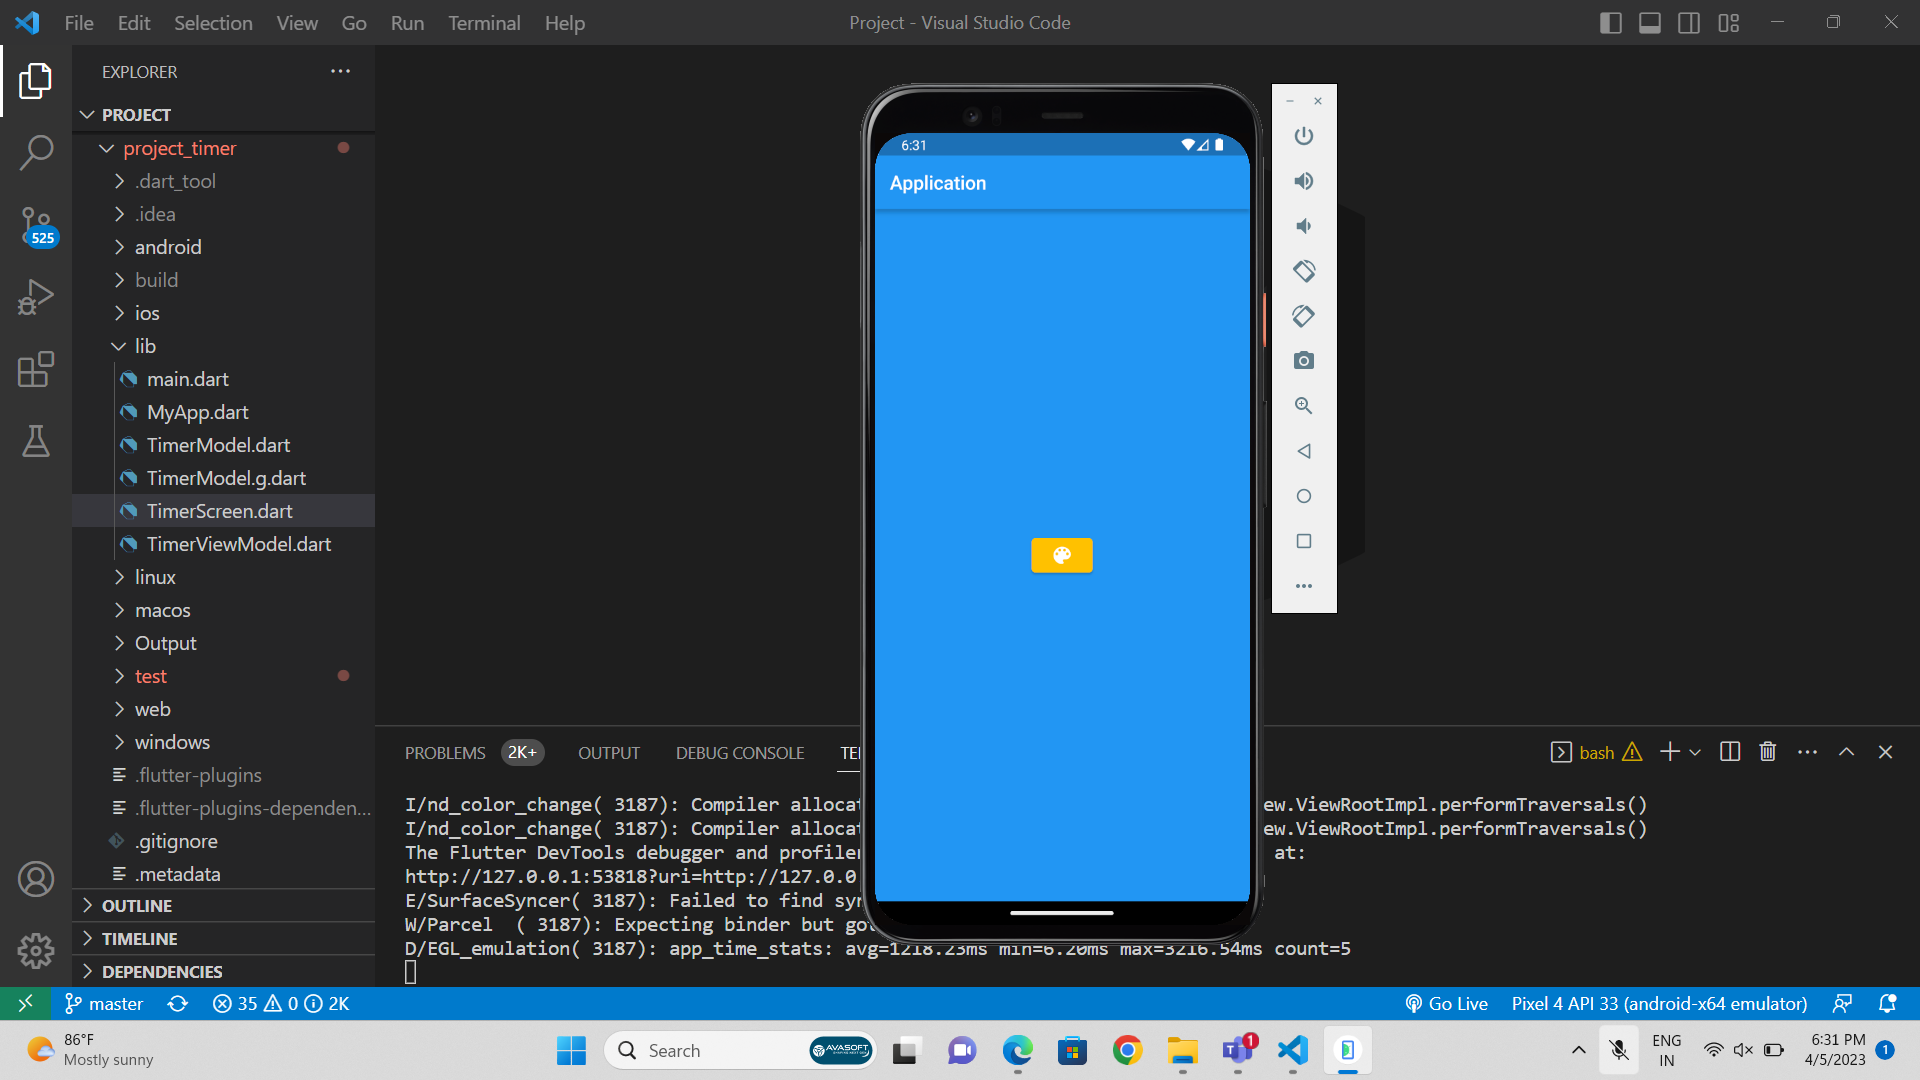 File Edit Selection View Go Run Terminal Help
Project - Visual Studio Code
EXPLORER
PROJECT
project_timer
.dart_tool
.idea
android
build
ios
lib
main.dart
MyApp.dart
TimerModel.dart
TimerModel.g.dart
TimerScreen.dart
TimerViewModel.dart
linux
macos
Output
test
web
windows
.flutter-plugins
.flutter-plugins-dependen...
.gitignore
.metadata
OUTLINE
TIMELINE
DEPENDENCIES
525
6:31
Application
PROBLEMS 2K+ OUTPUT DEBUG CONSOLE TE
bash
I/nd_color_change( 3187): Compiler alloca ew.ViewRootImpl.performTraversals()
I/nd_color_change( 3187): Compiler alloca ew.ViewRootImpl.performTraversals()
The Flutter DevTools debugger and profiler at:
http://127.0.0.1:53818?uri=http://127.0.0
E/SurfaceSyncer( 3187): Failed to find syn
W/Parcel  ( 3187): Expecting binder but go
D/EGL_emulation( 3187): app_time_stats: avg=1218.23ms min=6.20ms max=3216.54ms count=5
master 35 0 2K
Go Live Pixel 4 API 33 (android-x64 emulator)
86°F
Mostly sunny
Search
AVASOFT
1
ENG
IN
6:31 PM
4/5/2023
1